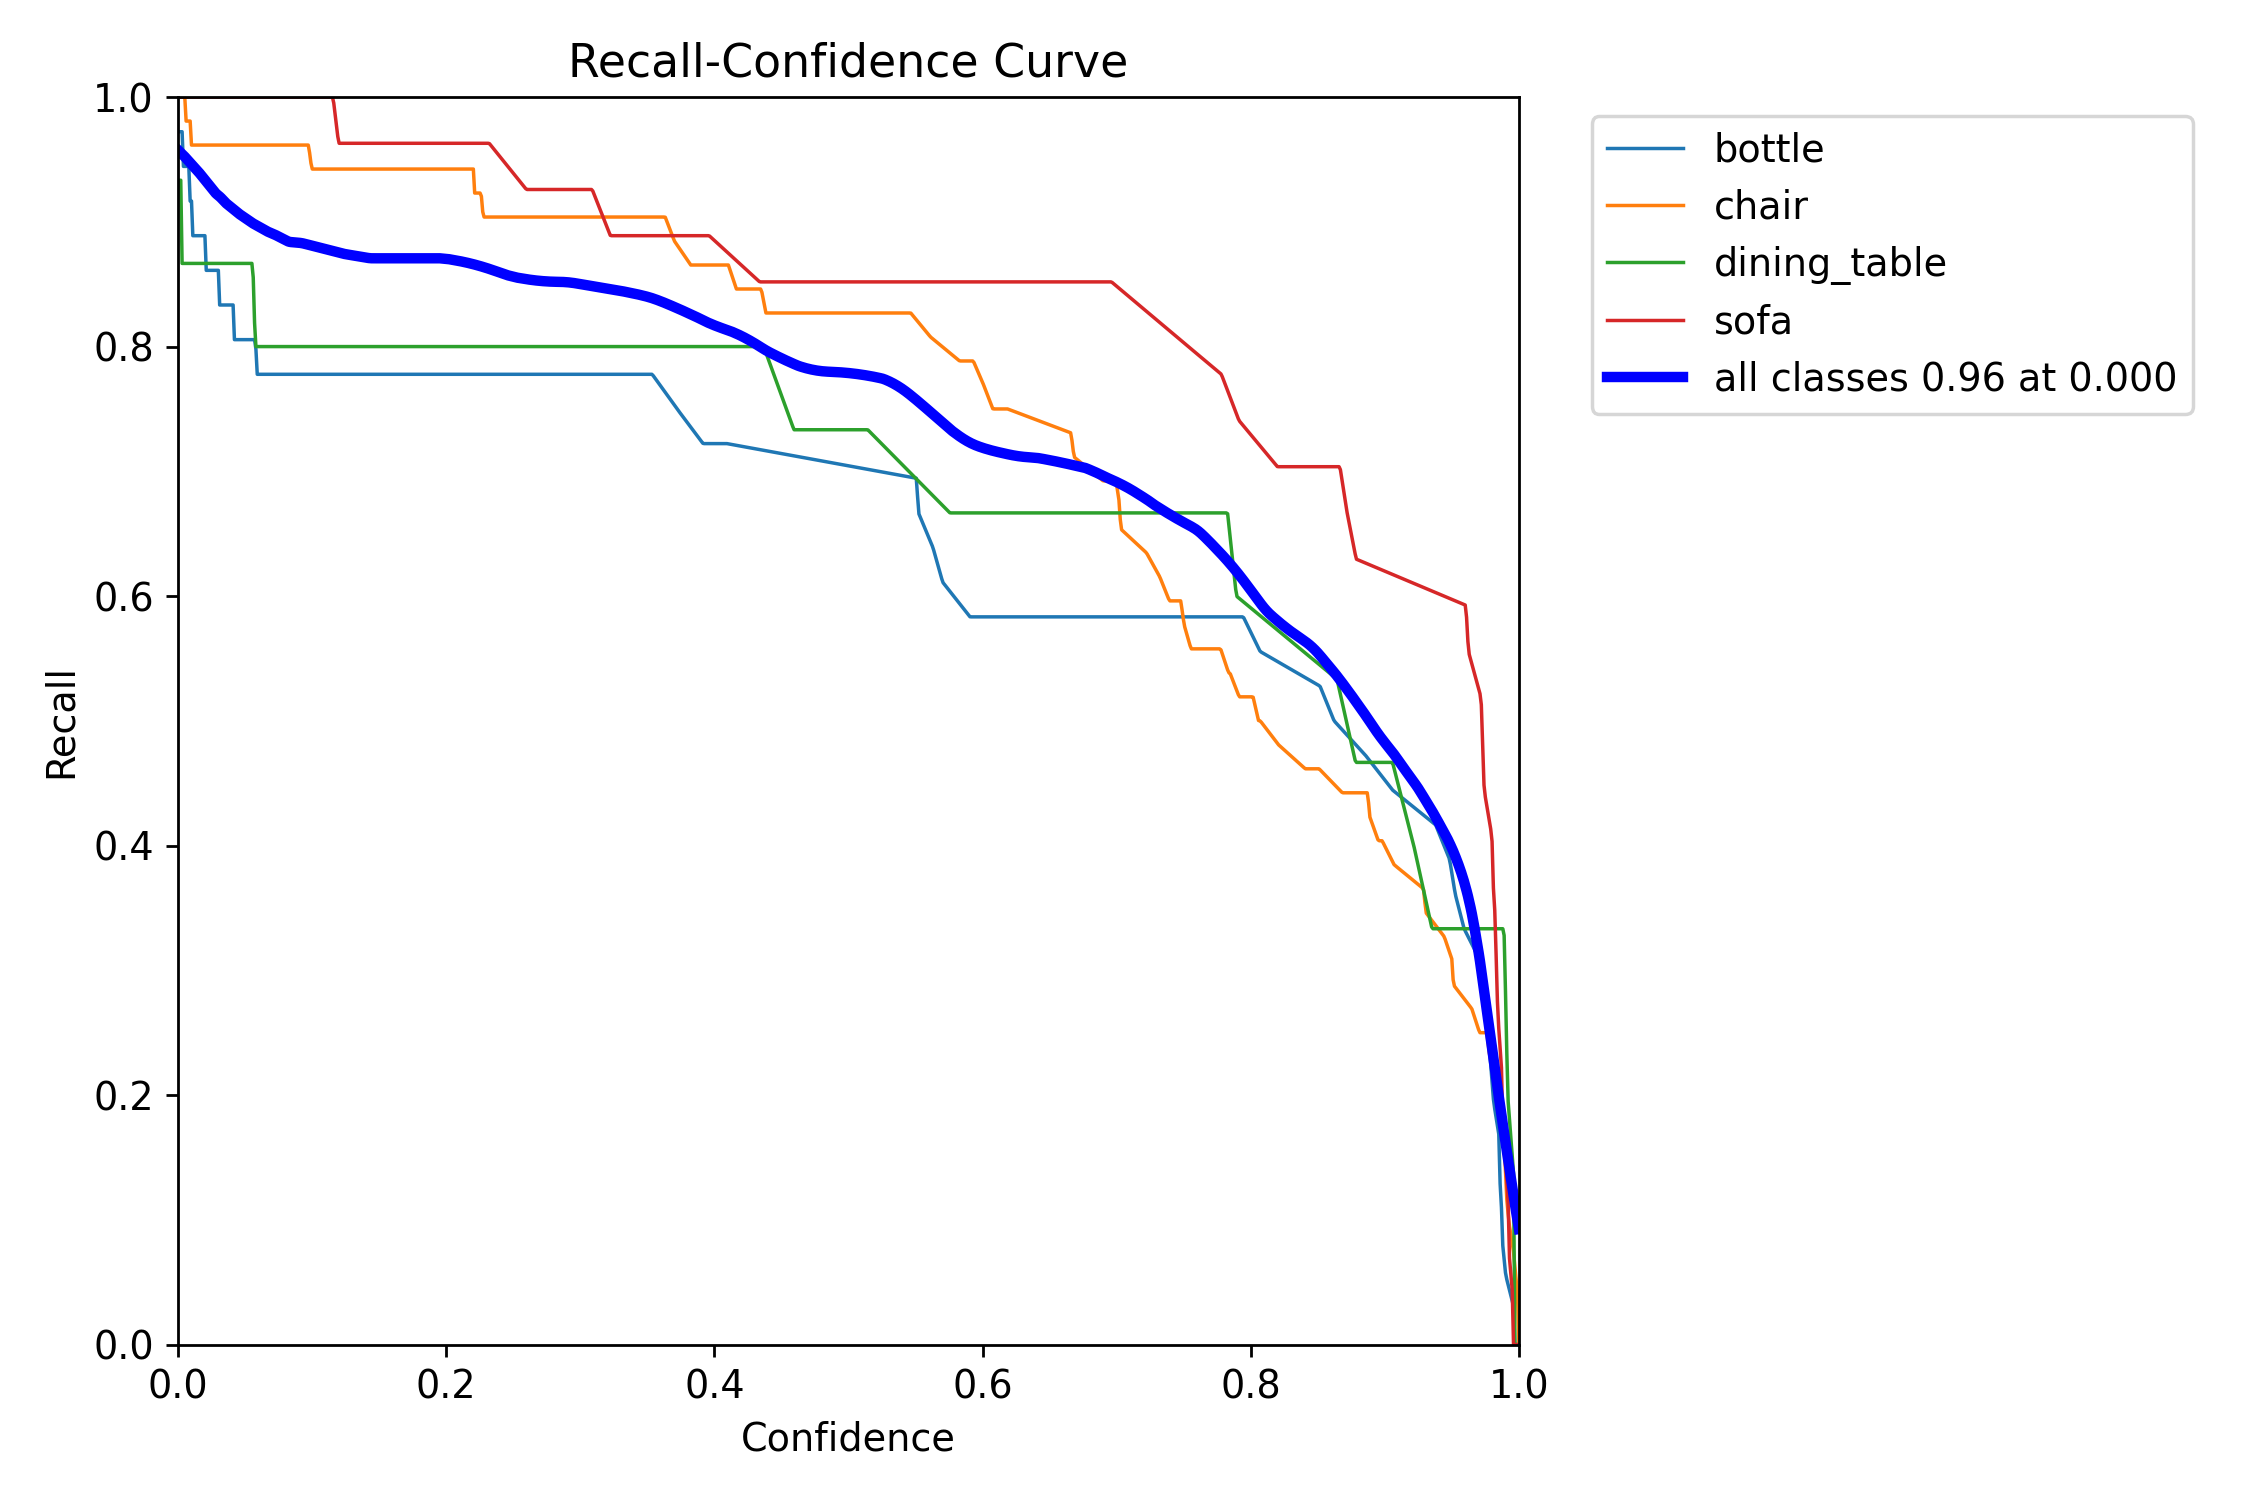 Recall-Confidence Curve
1.0
0.8
0.6
0.4
0.2
0.0
Recall
0.0 0.2 0.4 0.6 0.8 1.0
Confidence
bottle
chair
dining_table
sofa
all classes 0.96 at 0.000